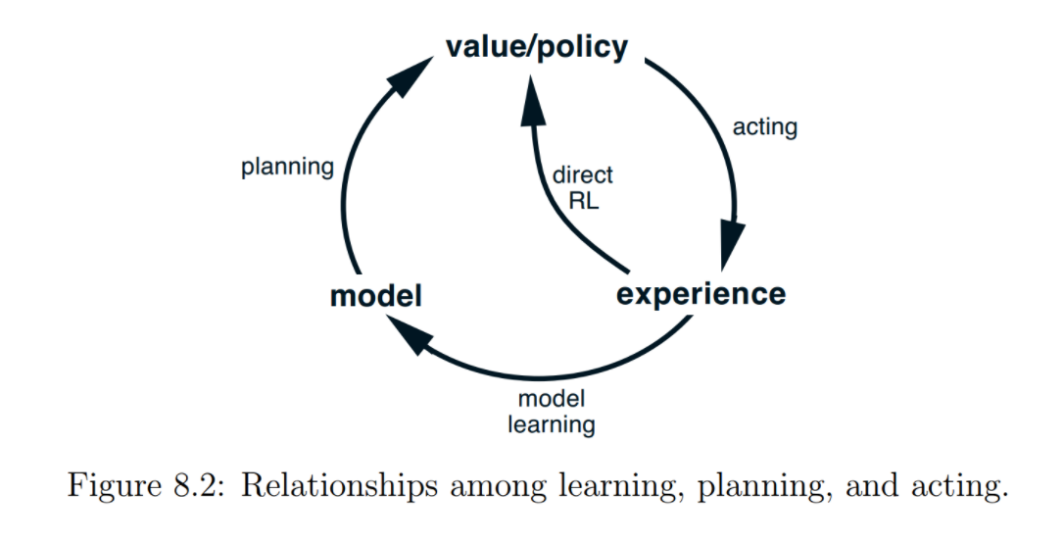 value/policy
acting
planning
direct
RL
model
experience
model
learning
Figure 8.2: Relationships among learning, planning, and acting.